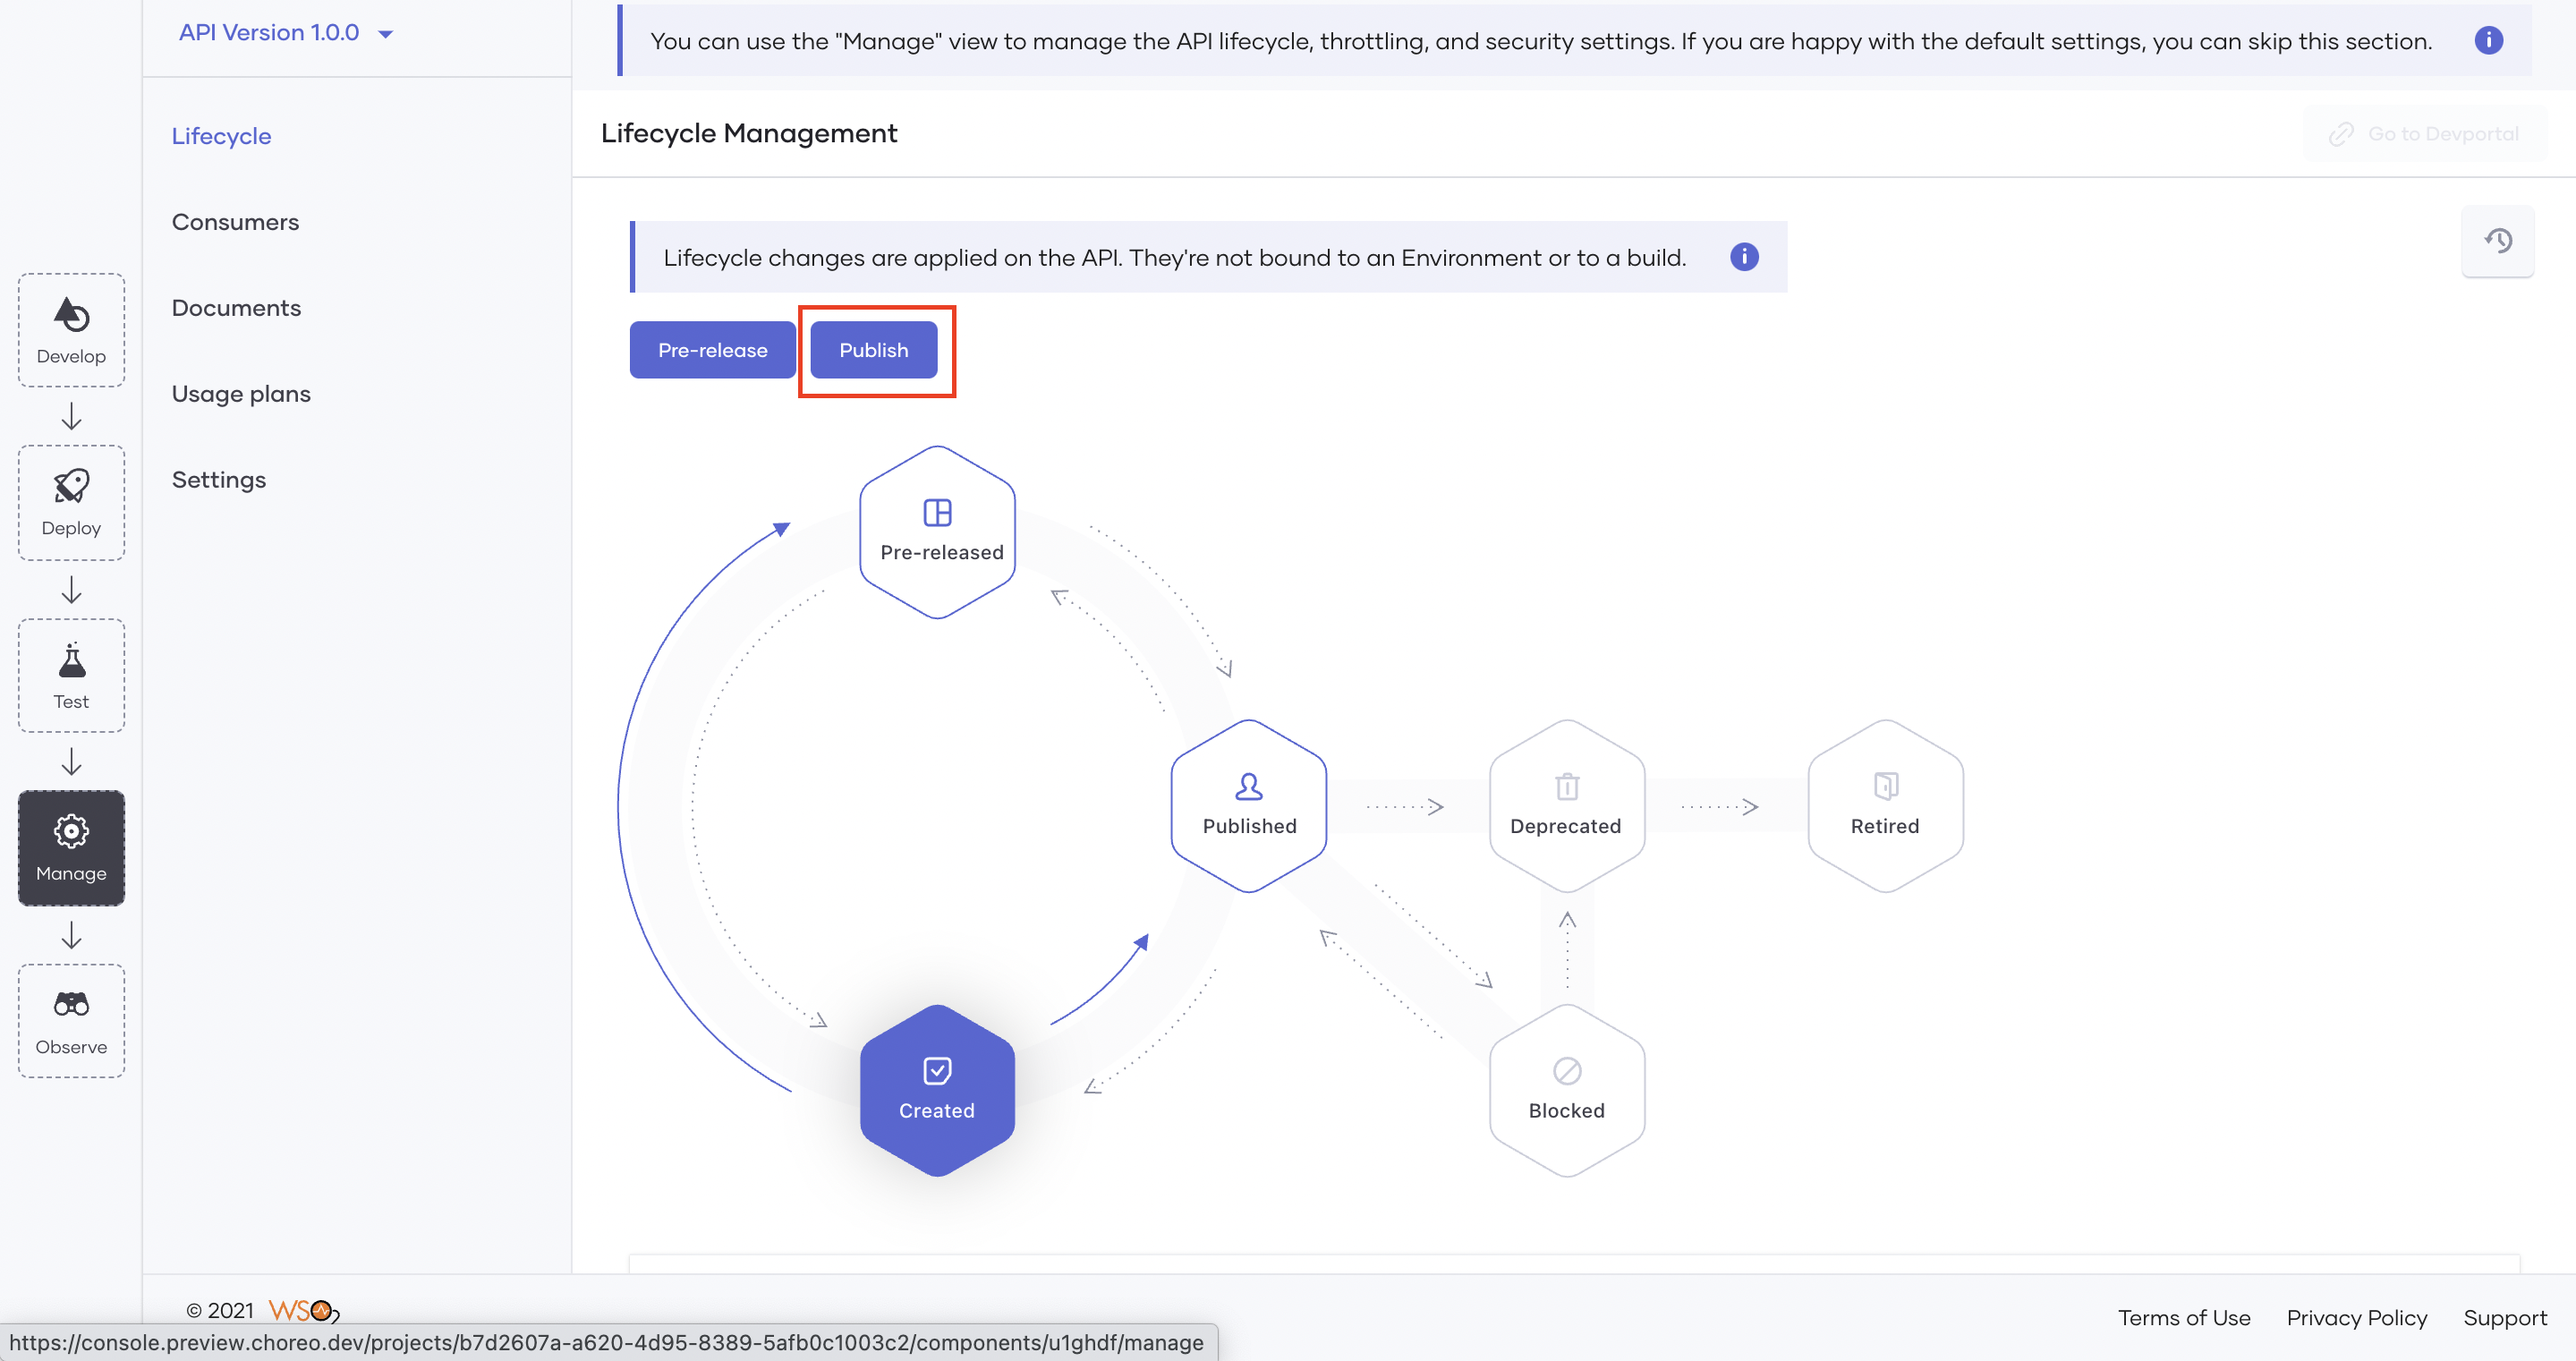 API Version 1.0.0
You can use the "Manage" view to manage the API lifecycle, throttling, and security settings. If you are happy with the default settings, you can skip this section.
Lifecycle
Consumers
Documents
Usage plans
Settings
Develop
Deploy
Test
Manage
Observe
Lifecycle Management
Go to Devportal
Lifecycle changes are applied on the API. They're not bound to an Environment or to a build.
Pre-release
Publish
Pre-released
Published
Deprecated
Retired
Created
Blocked
© 2021 WSO2
Terms of Use
Privacy Policy
Support
https://console.preview.choreo.dev/projects/b7d2607a-a620-4d95-8389-5afb0c1003c2/components/u1ghdf/manage